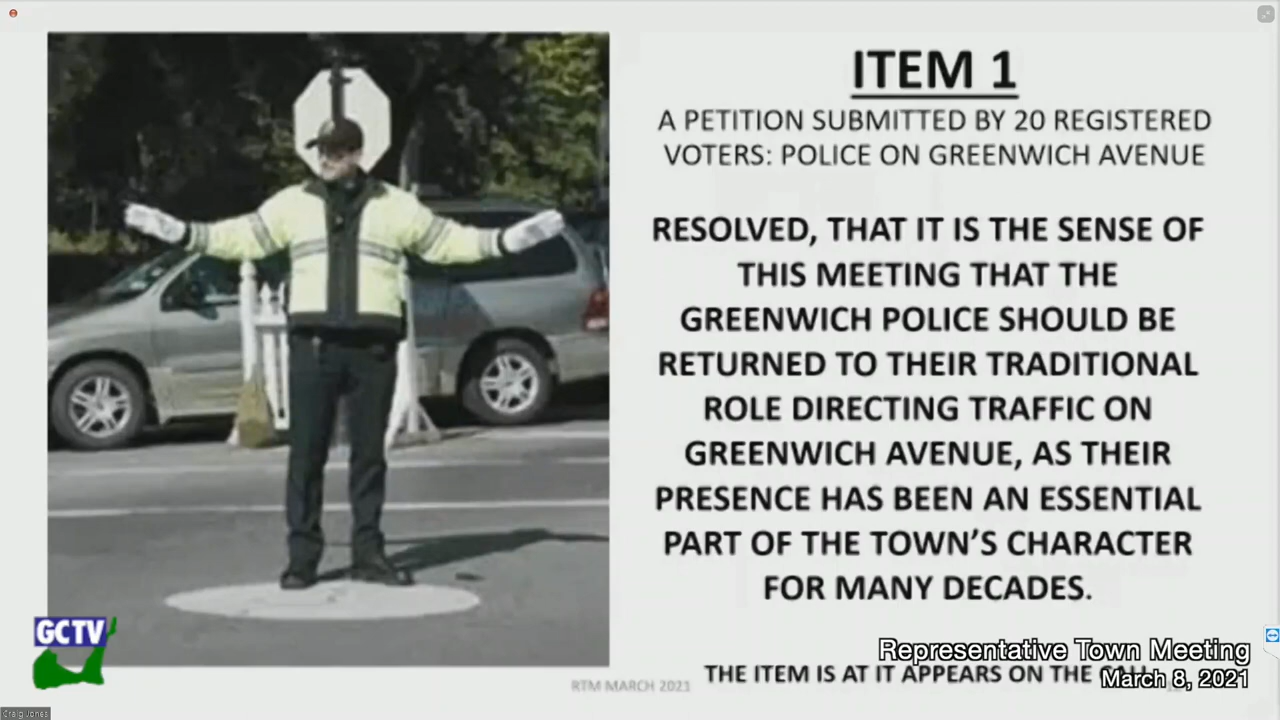 ITEM 1
A PETITION SUBMITTED BY 20 REGISTERED
VOTERS: POLICE ON GREENWICH AVENUE
RESOLVED, THAT IT IS THE SENSE OF
THIS MEETING THAT THE
GREENWICH POLICE SHOULD BE
RETURNED TO THEIR TRADITIONAL
ROLE DIRECTING TRAFFIC ON
GREENWICH AVENUE, AS THEIR
PRESENCE HAS BEEN AN ESSENTIAL
PART OF THE TOWN'S CHARACTER
FOR MANY DECADES.
GCTV
Representative Town Meeting
THE ITEM IS AT IT APPEARS ON THE
March 8, 2021
RTM MARCH 2021
Craig Jones